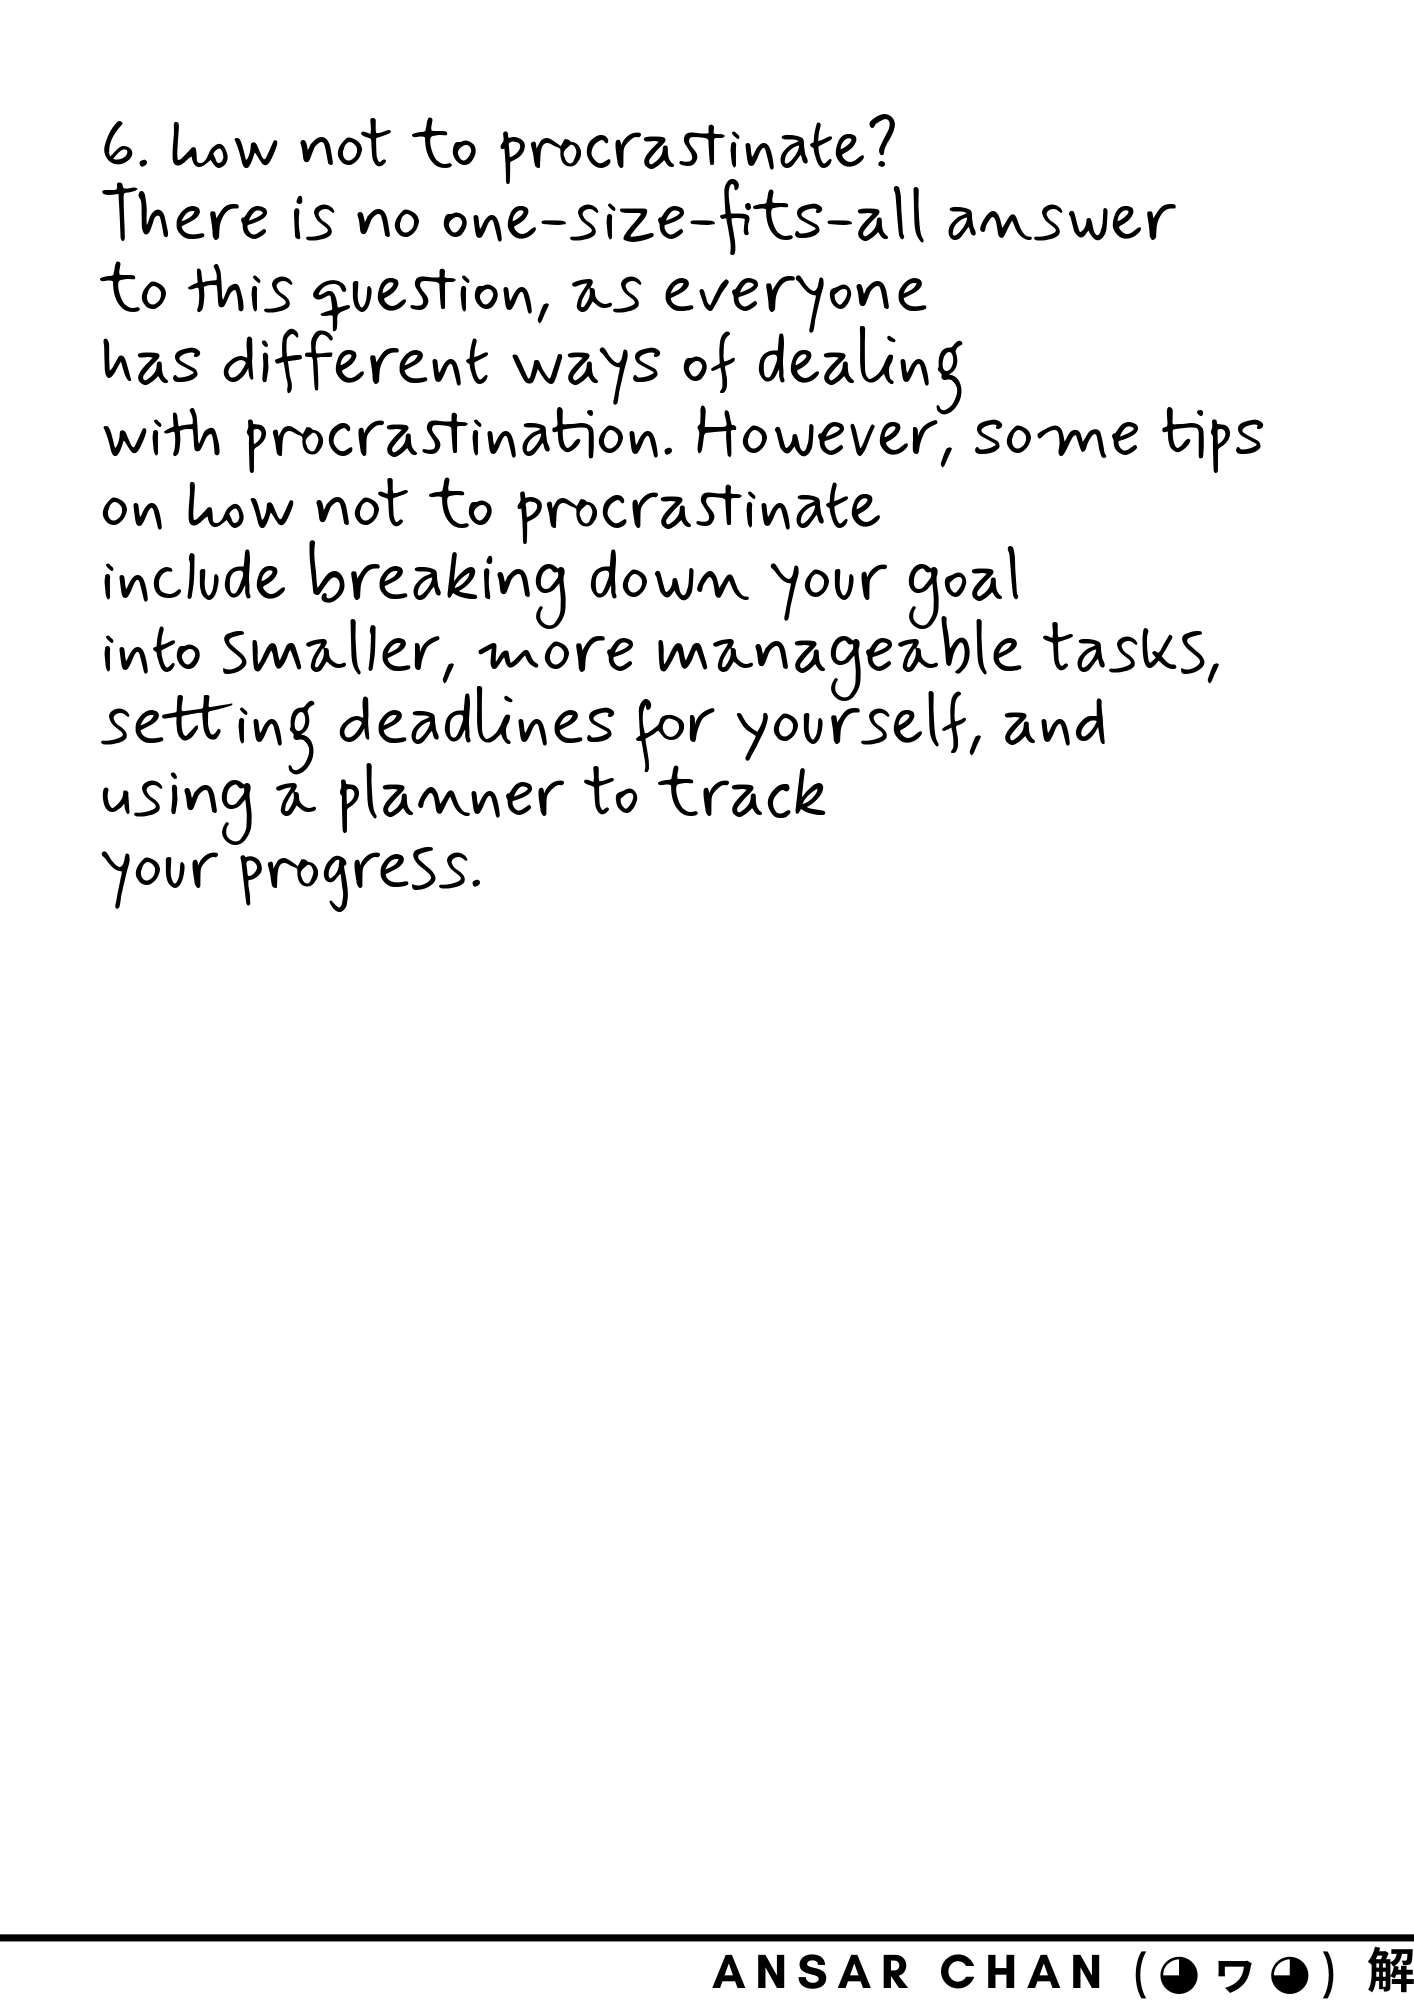 6. how not to procrastinate?
There is no one-size-fits-all answer
to this question, as everyone
has different ways of dealing
with procrastination. However, some tips
on how not to procrastinate
include breaking down your goal
into smaller, more manageable tasks,
setting deadlines for yourself, and
using a planner to track
your progress.
ANSAR CHAN (◕ヮ◕) 解